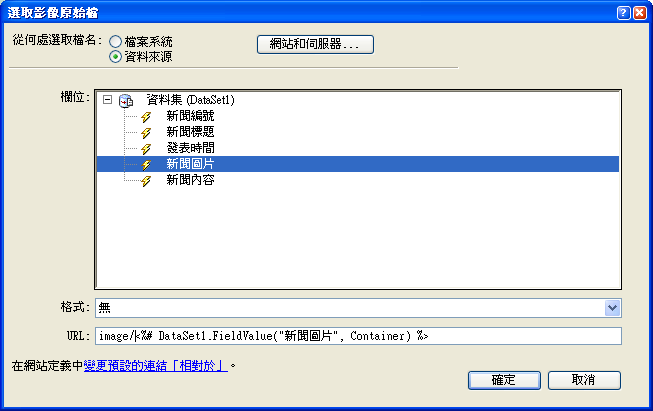 選取影像原始檔
從何處選取檔名: 檔案系統
資料來源
網站和伺服器...
欄位: 資料集 (DataSet1)
新聞編號
新聞標題
發表時間
新聞圖片
新聞內容
格式: 無
URL: image/<%# DataSet1.FieldValue("新聞圖片", Container) %>
在網站定義中變更預設的連結「相對於」。
確定 取消